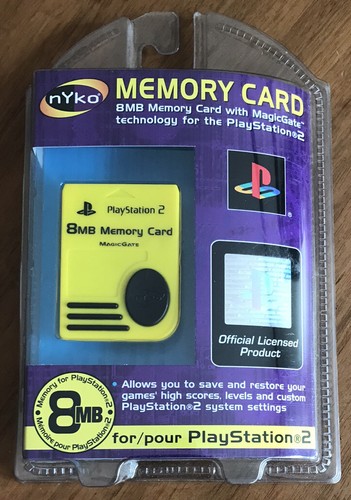 nYko
MEMORY CARD
8MB Memory Card with MagicGate™
technology for the PlayStation®2
PlayStation 2
8MB Memory Card
MAGICGATE
®
Official Licensed
Product
• Allows you to save and restore your
games' high scores, levels and custom
PlayStation®2 system settings
Memory for PlayStation®2
8MB
Mémoire pour PlayStation®2
for/pour PlayStation®2